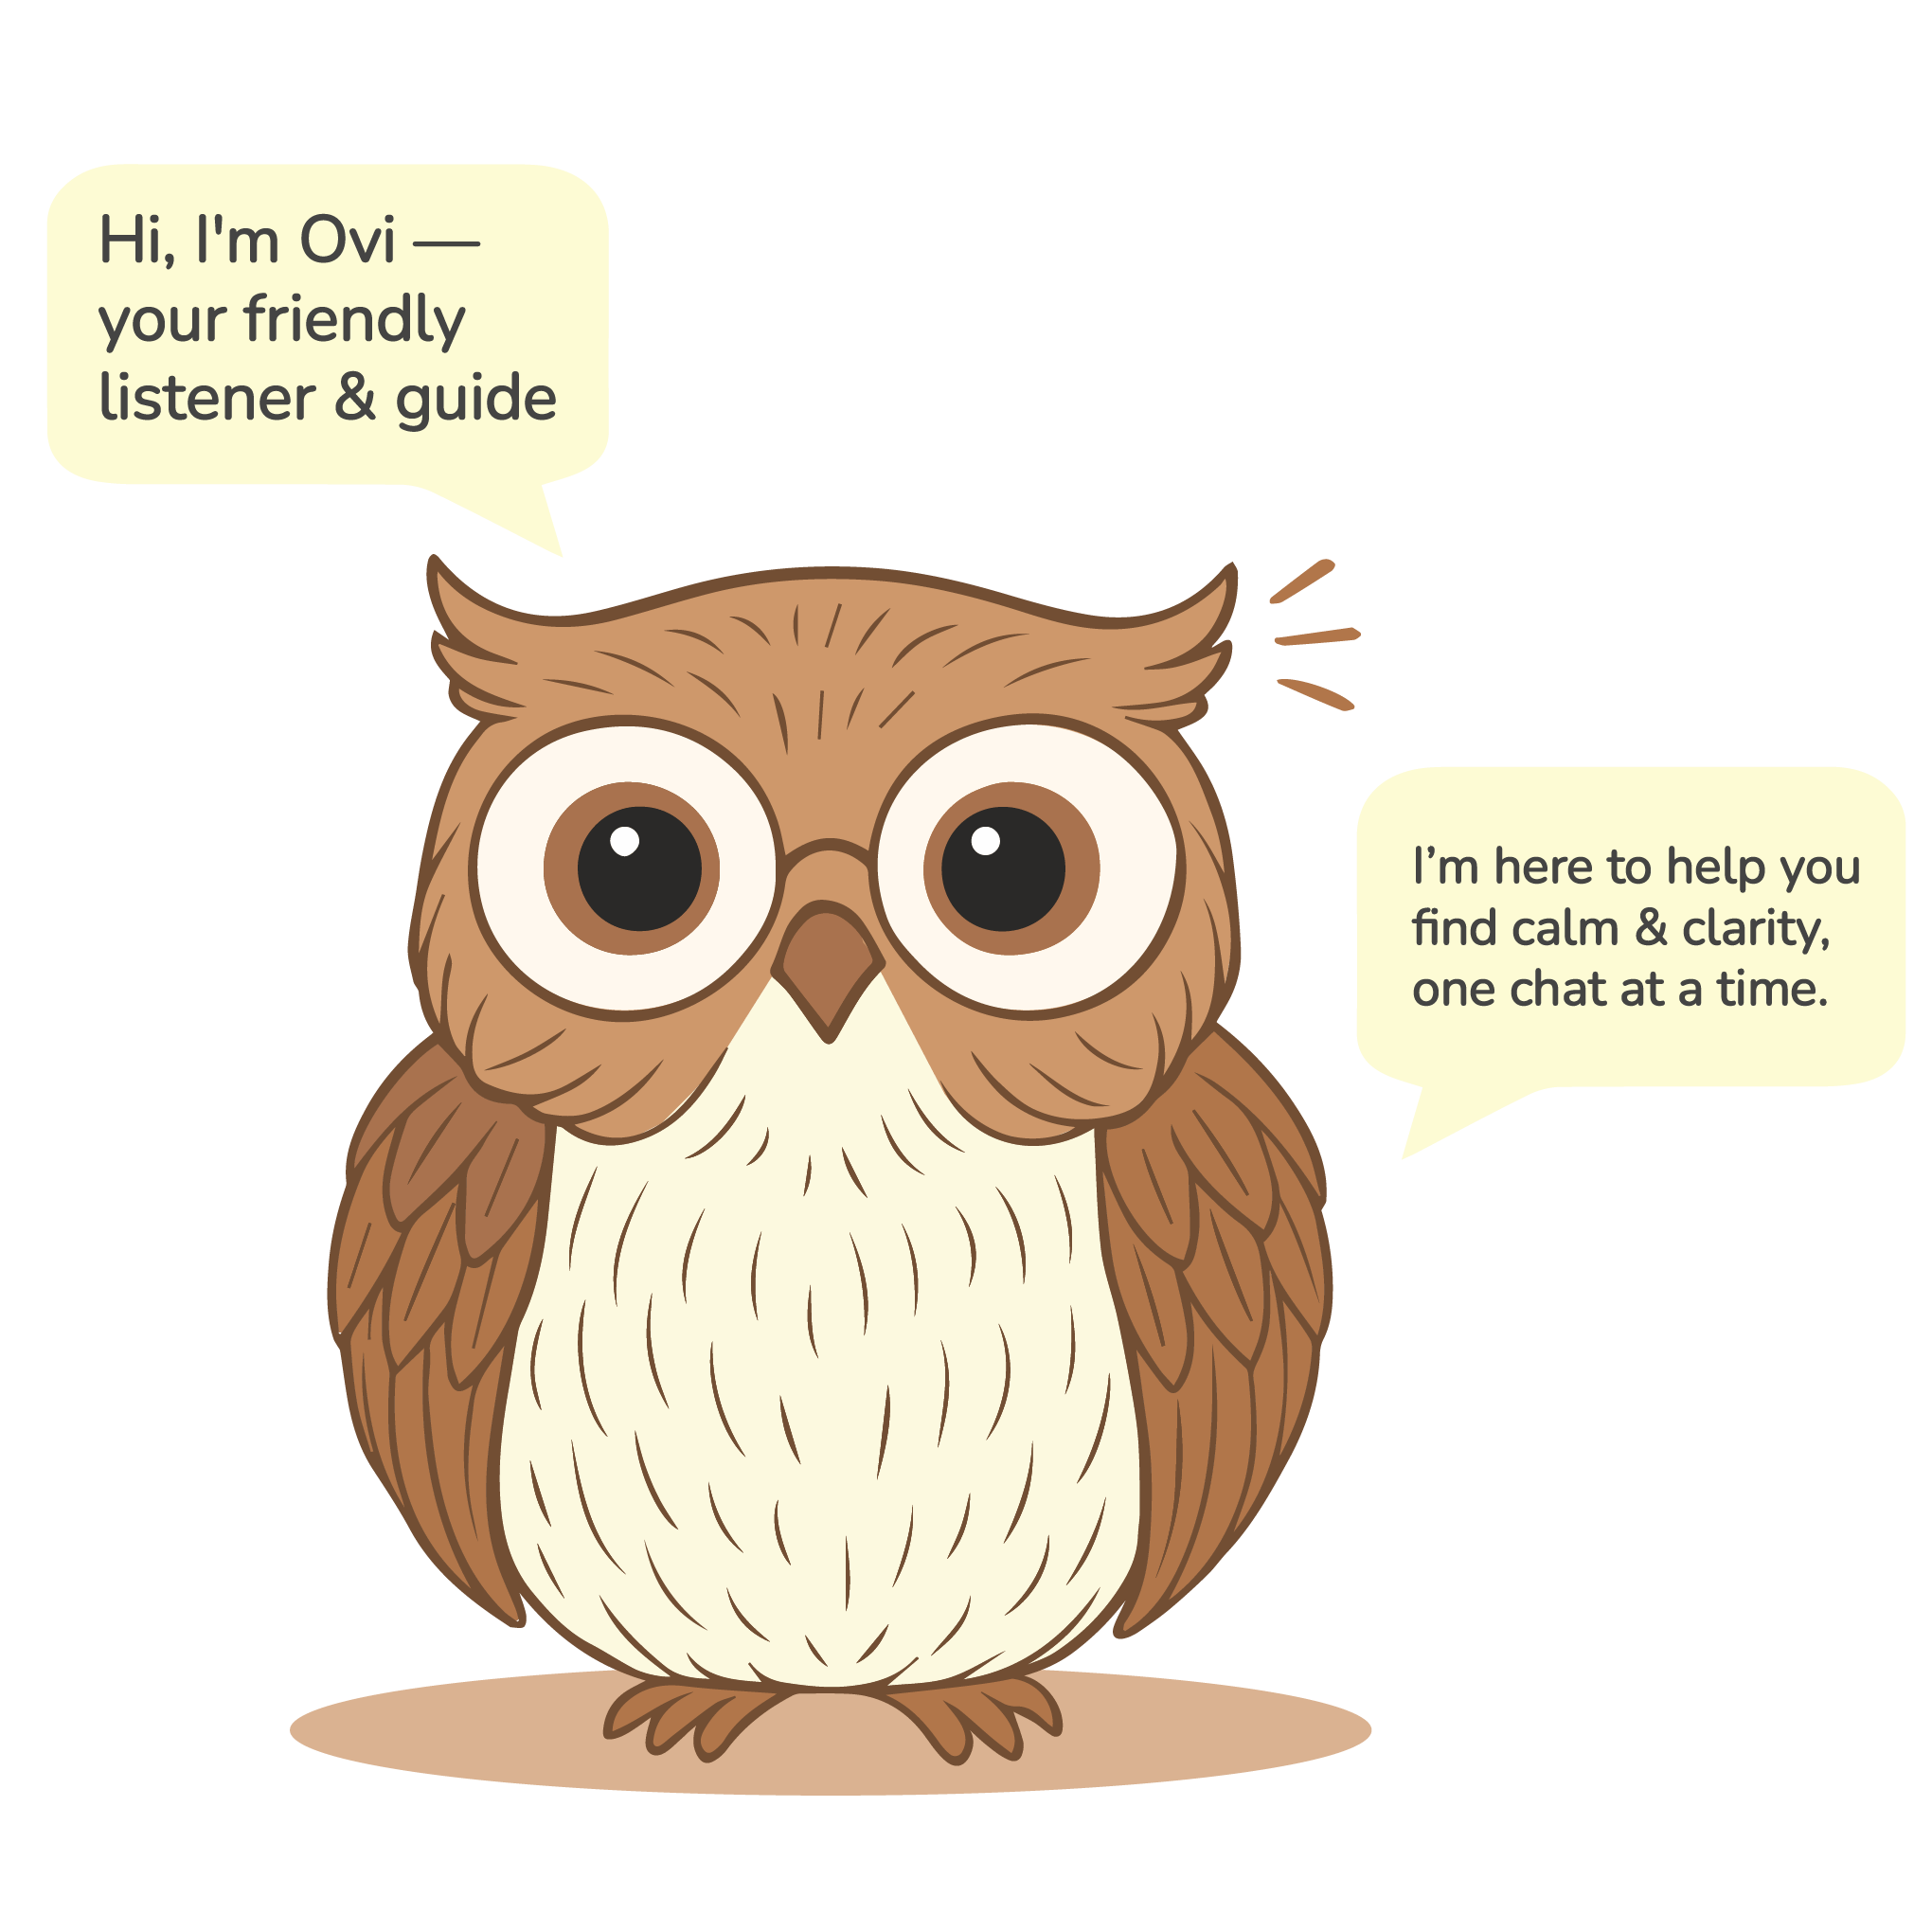 Hi, I'm Ovi —
your friendly
listener & guide
I’m here to help you
find calm & clarity,
one chat at a time.